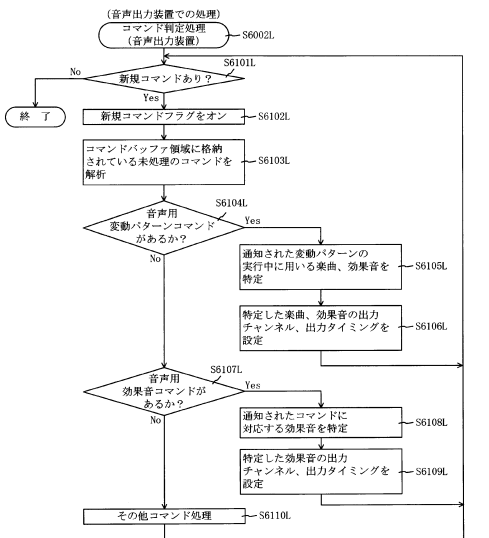 (音声出力装置での処理)
コマンド判定処理
(音声出力装置)
S6002L
S6101L
新規コマンドあり？
No
Yes
終 了
新規コマンドフラグをオン
S6102L
コマンドバッファ領域に格納
されている未処理のコマンドを
解析
S6103L
S6104L
音声用
変動パターンコマンド
があるか？
Yes
No
通知された変動パターンの
実行中に用いる楽曲、効果音を
特定
S6105L
特定した楽曲、効果音の出力
チャンネル、出力タイミングを
設定
S6106L
S6107L
音声用
効果音コマンドが
あるか？
Yes
No
通知されたコマンドに
対応する効果音を特定
S6108L
特定した効果音の出力
チャンネル、出力タイミングを
設定
S6109L
その他コマンド処理
S6110L